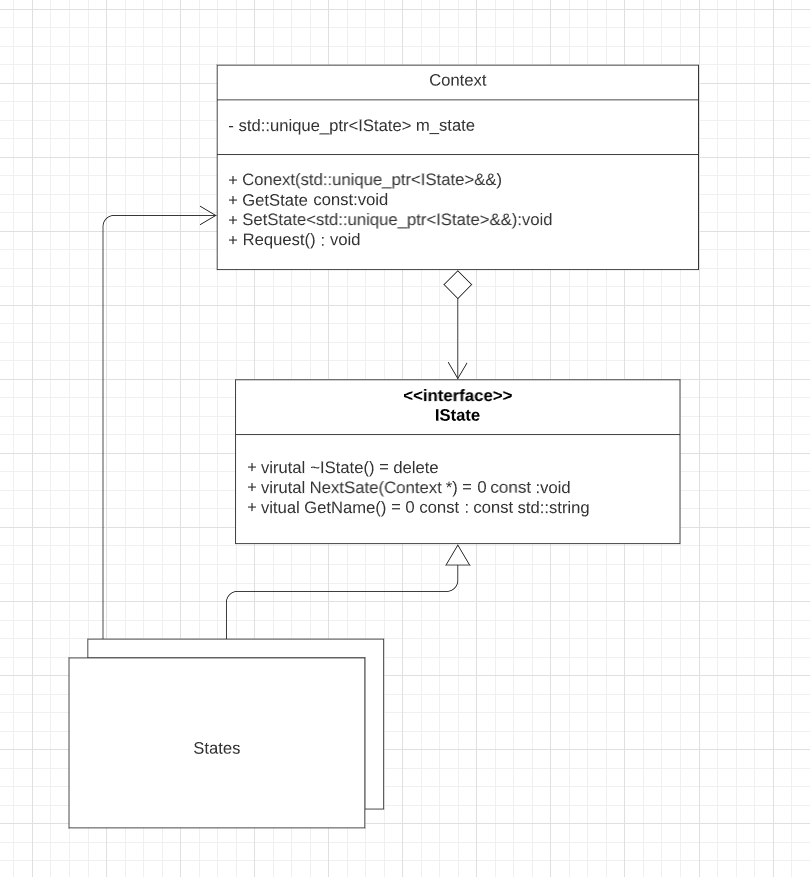 Context
- std::unique_ptr<IState> m_state
+ Conext(std::unique_ptr<IState>&&)
+ GetState const:void
+ SetState<std::unique_ptr<IState>&&):void
+ Request() : void
<<interface>>
IState
+ virutal ~IState() = delete
+ virutal NextSate(Context *) = 0 const :void
+ vitual GetName() = 0 const : const std::string
States